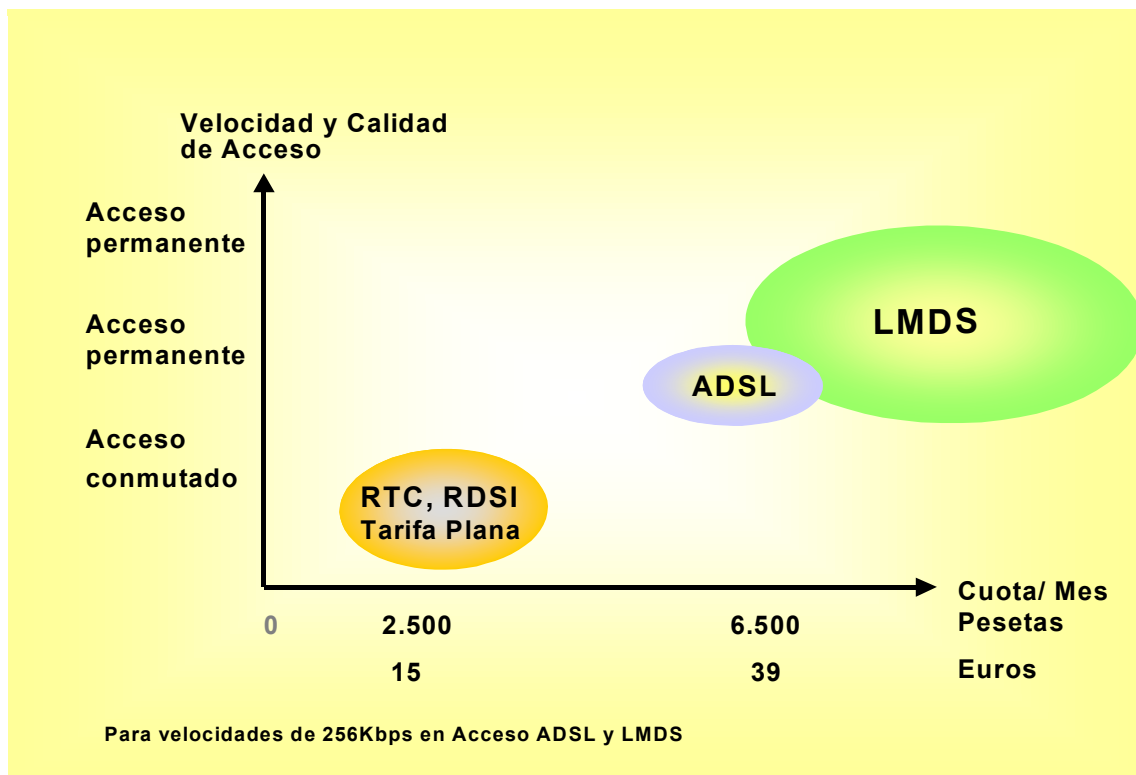 Velocidad y Calidad
de Acceso
Acceso
permanente
Acceso
permanente
Acceso
conmutado
LMDS
ADSL
RTC, RDSI
Tarifa Plana
0 2.500 6.500
Cuota/ Mes
Pesetas
15 39 Euros
Para velocidades de 256Kbps en Acceso ADSL y LMDS